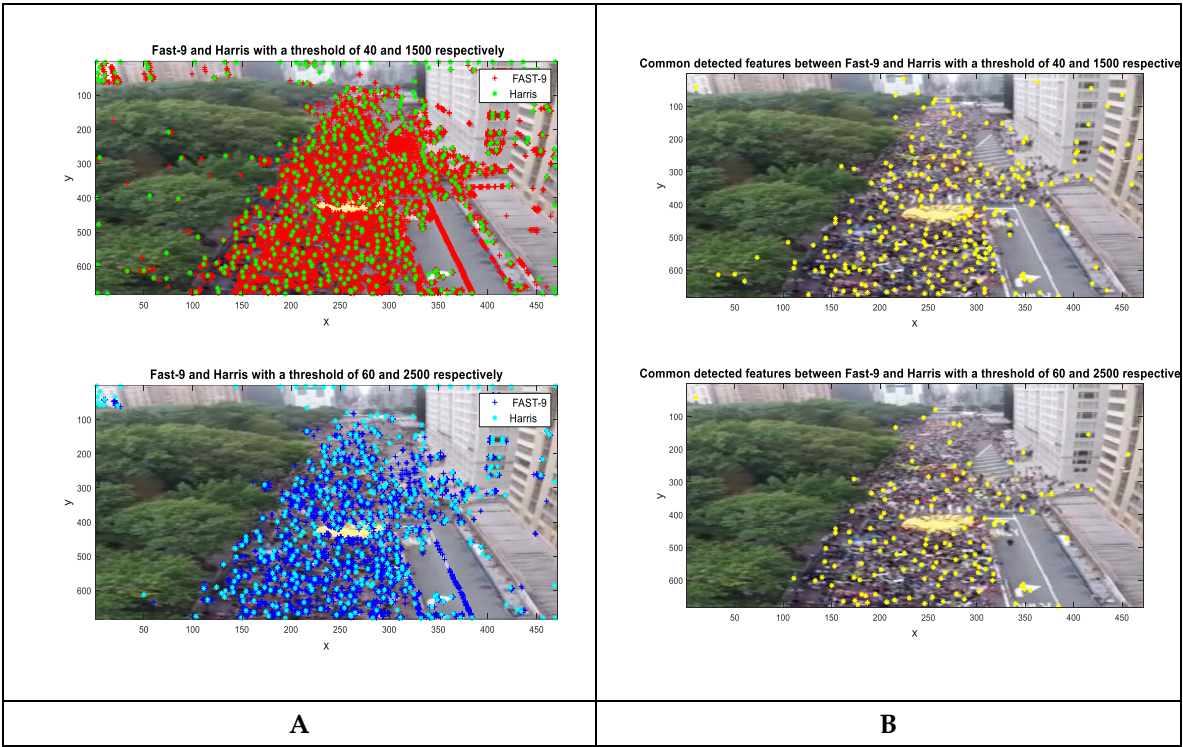 Fast-9 and Harris with a threshold of 40 and 1500 respectively
FAST-9
Harris
100
200
300
400
500
600
y
50 100 150 200 250 300 350 400 450
x
Fast-9 and Harris with a threshold of 60 and 2500 respectively
FAST-9
Harris
100
200
300
400
500
600
y
50 100 150 200 250 300 350 400 450
x
Common detected features between Fast-9 and Harris with a threshold of 40 and 1500 respective
100
200
300
400
500
600
y
50 100 150 200 250 300 350 400 450
x
Common detected features between Fast-9 and Harris with a threshold of 60 and 2500 respective
100
200
300
400
500
600
y
50 100 150 200 250 300 350 400 450
x
A
B